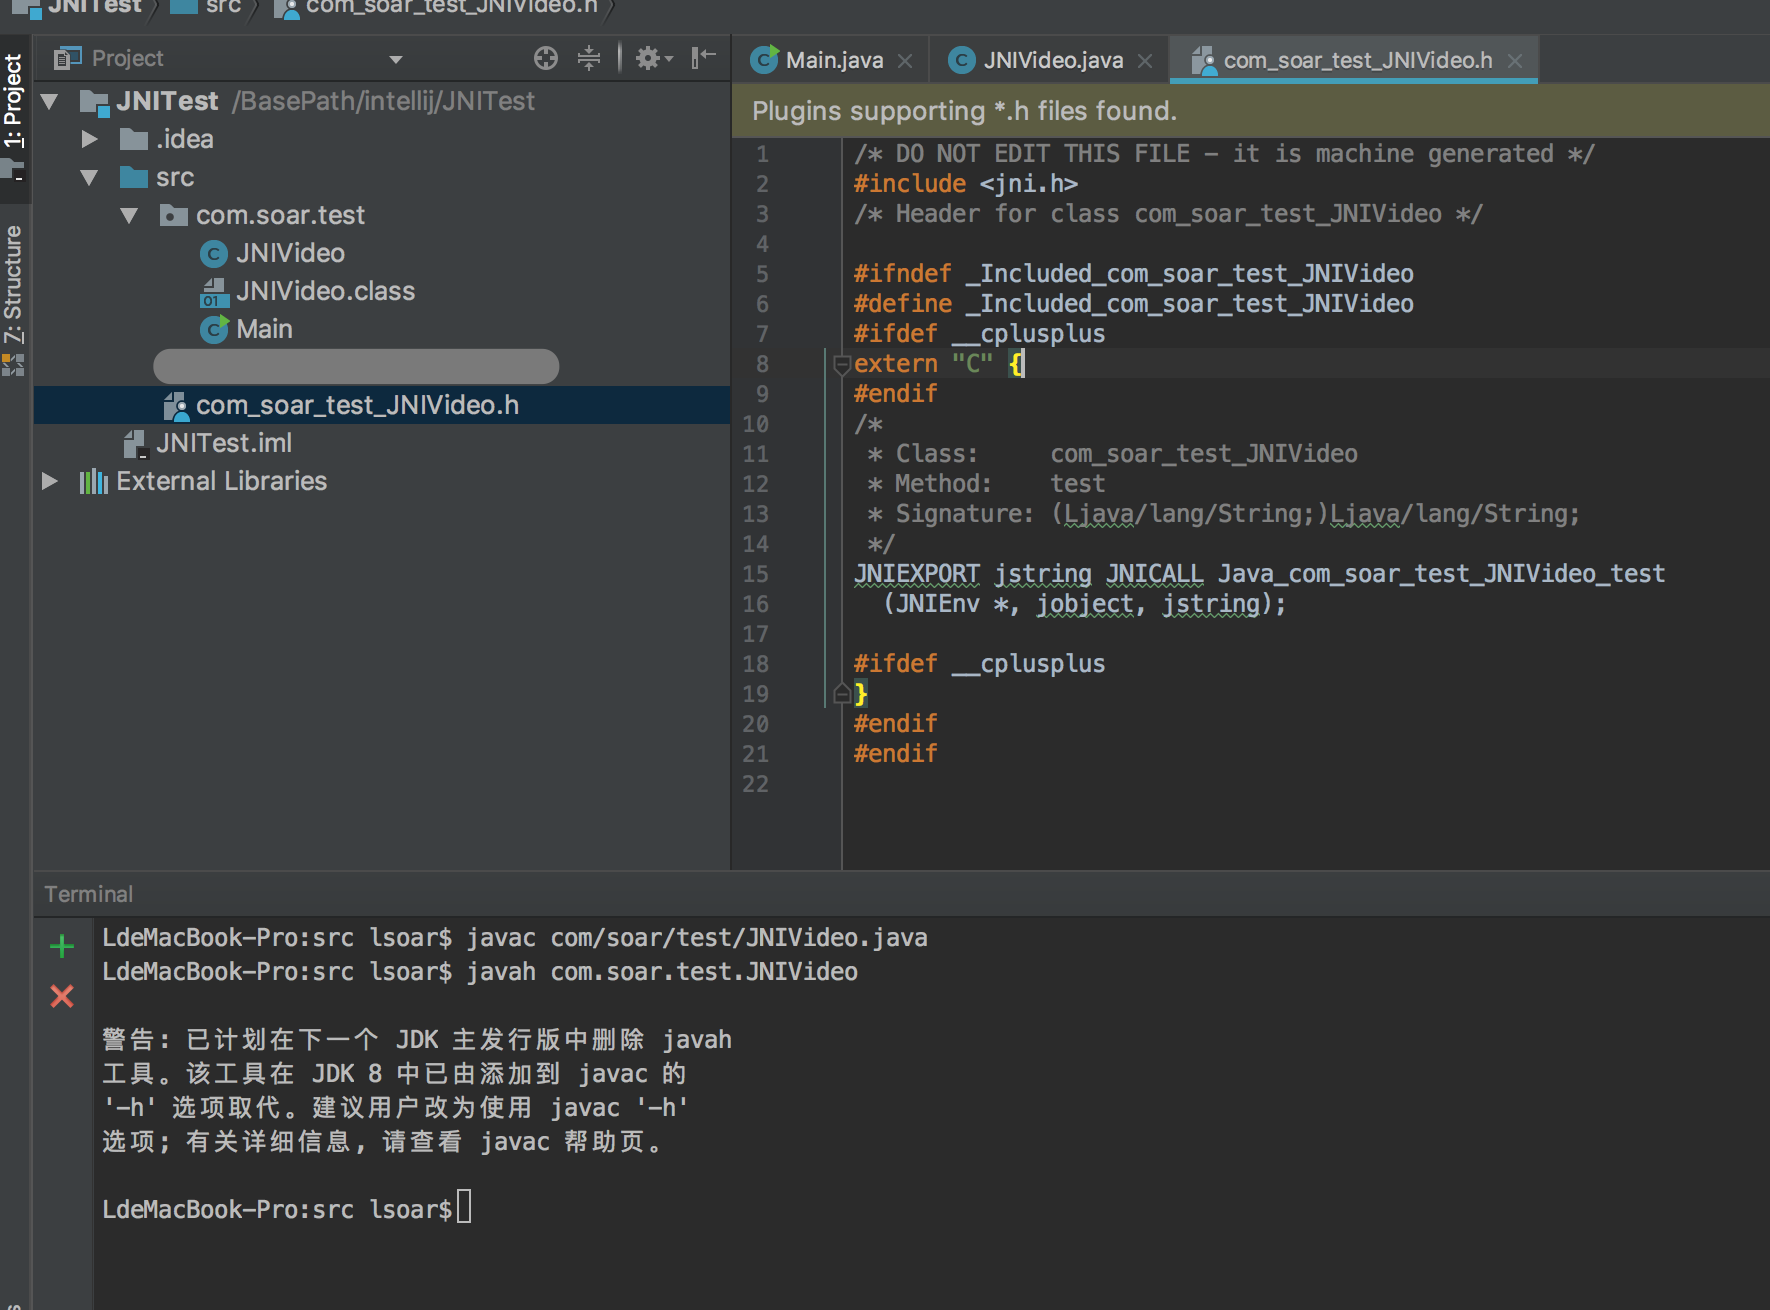 JNITest
src
com_soar_test_JNIVideo.h
1: Project
7: Structure
Project
JNITest /BasePath/intellij/JNITest
.idea
src
com.soar.test
JNIVideo
JNIVideo.class
Main
com_soar_test_JNIVideo.h
JNITest.iml
External Libraries
Main.java
JNIVideo.java
com_soar_test_JNIVideo.h
Plugins supporting *.h files found.
1 /* DO NOT EDIT THIS FILE - it is machine generated */
2 #include <jni.h>
3 /* Header for class com_soar_test_JNIVideo */
4
5 #ifndef _Included_com_soar_test_JNIVideo
6 #define _Included_com_soar_test_JNIVideo
7 #ifdef __cplusplus
8 extern "C" {
9 #endif
10 /*
11  * Class:     com_soar_test_JNIVideo
12  * Method:    test
13  * Signature: (Ljava/lang/String;)Ljava/lang/String;
14  */
15 JNIEXPORT jstring JNICALL Java_com_soar_test_JNIVideo_test
16   (JNIEnv *, jobject, jstring);
17
18 #ifdef __cplusplus
19 }
20 #endif
21 #endif
22
Terminal
LdeMacBook-Pro:src lsoar$ javac com/soar/test/JNIVideo.java
LdeMacBook-Pro:src lsoar$ javah com.soar.test.JNIVideo
警告: 已计划在下一个 JDK 主发行版中删除 javah
工具。该工具在 JDK 8 中已由添加到 javac 的
'-h' 选项取代。建议用户改为使用 javac '-h'
选项; 有关详细信息, 请查看 javac 帮助页。
LdeMacBook-Pro:src lsoar$